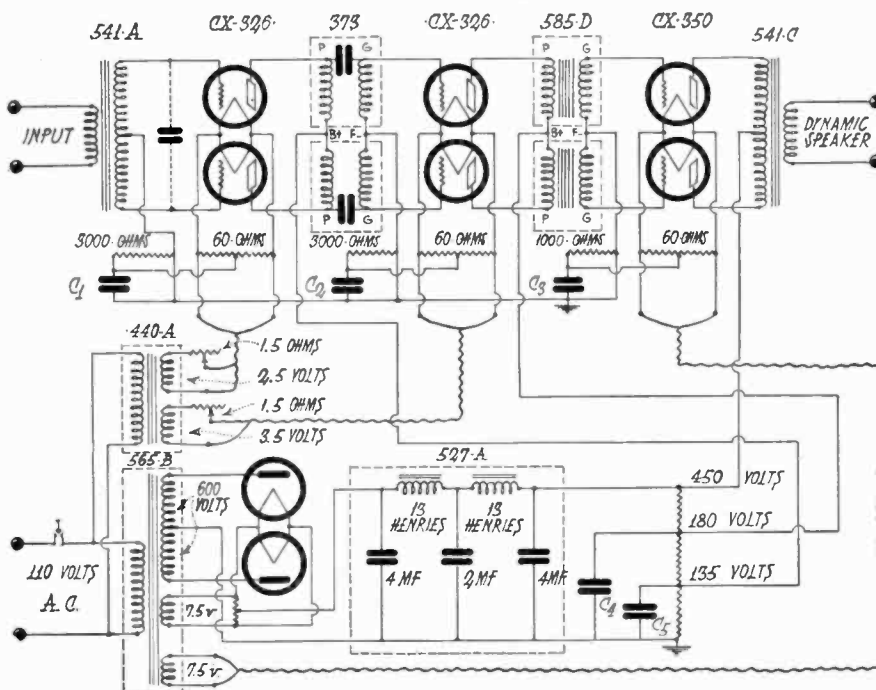 541-A
CX-326
373
CX-326
585-D
CX-350
541-C
P G
P G
INPUT
B+ F-
B+ F-
DYNAMIC
SPEAKER
P G
P G
3000-OHMS
60-OHMS
3000-OHMS
60-OHMS
1000-OHMS
60-OHMS
C1
C2
C3
440-A
1.5 OHMS
2.5 VOLTS
1.5 OHMS
3.5 VOLTS
565-B
600
VOLTS
527-A
450 VOLTS
13
HENRIES
13
HENRIES
180 VOLTS
135 VOLTS
110 VOLTS
A.C.
4 MF
2 MF
4 MF
C4
C5
7.5 v
7.5 v.